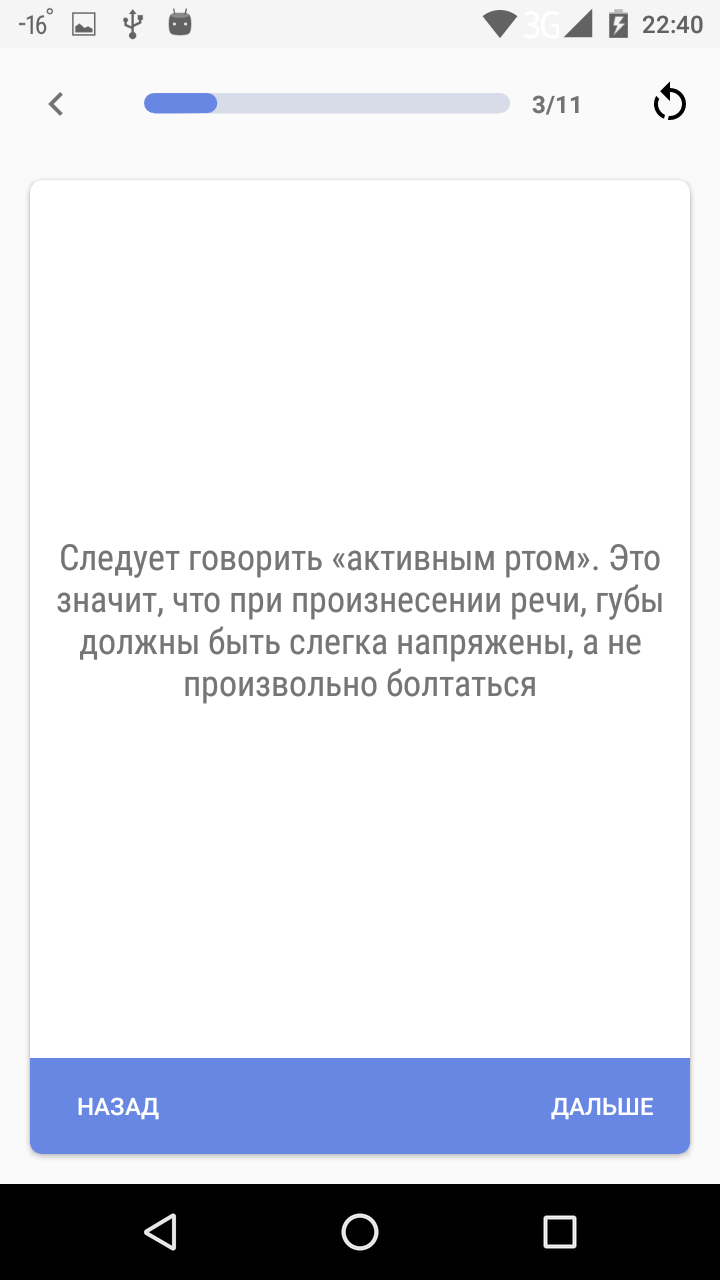 -16°
3G
22:40
3/11
Следует говорить «активным ртом». Это
значит, что при произнесении речи, губы
должны быть слегка напряжены, а не
произвольно болтаться
НАЗАД
ДАЛЬШЕ